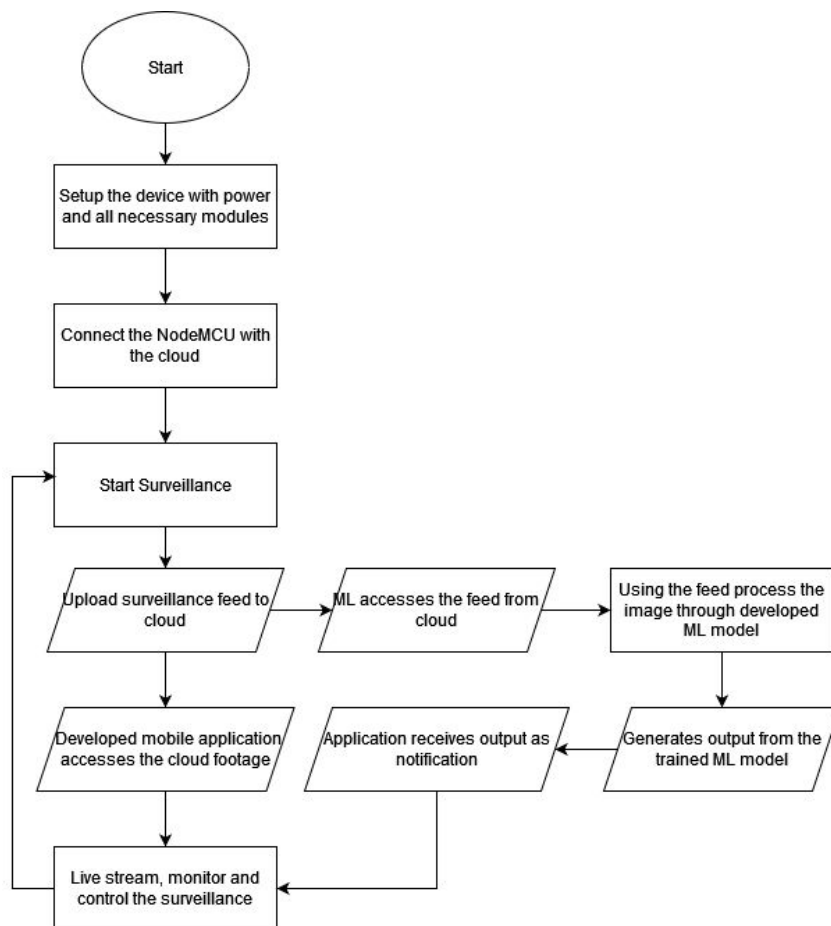 Start
Setup the device with power
and all necessary modules
Connect the NodeMCU with
the cloud
Start Surveillance
Upload surveillance feed to
cloud
ML accesses the feed from
cloud
Using the feed process the
image through developed
ML model
Developed mobile application
accesses the cloud footage
Application receives output as
notification
Generates output from the
trained ML model
Live stream, monitor and
control the surveillance